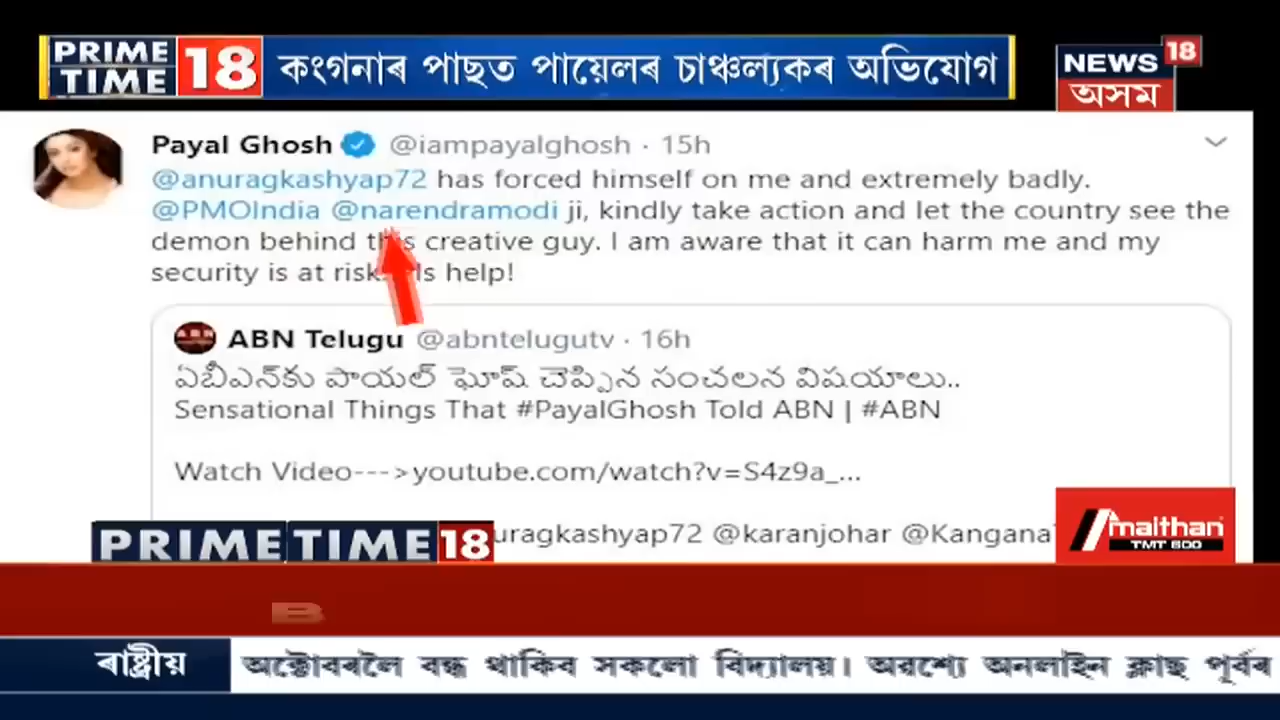 PRIME TIME 18
কংগনাৰ পাছত পায়েলৰ চাঞ্চল্যকৰ অভিযোগ
NEWS 18
অসম
Payal Ghosh @iampayalghosh · 15h
@anuragkashyap72 has forced himself on me and extremely badly.
@PMOIndia @narendramodi ji, kindly take action and let the country see the
demon behind this creative guy. I am aware that it can harm me and my
security is at risk. help!
ABN Telugu @abntelugutv · 16h
ఏబీఎన్‌కు పాయల్ ఘోష్ చెప్పిన సంచలన విషయాలు..
Sensational Things That #PayalGhosh Told ABN | #ABN
Watch Video--->youtube.com/watch?v=S4z9a_...
uragkashyap72 @karanjohar @Kangana
PRIME TIME 18
maithan
TMT 600
B
ৰাষ্ট্ৰীয়
অক্টোবৰলৈ বন্ধ থাকিব সকলো বিদ্যালয়। অৱশ্যে অনলাইন ক্লাছ পূৰ্বৰ